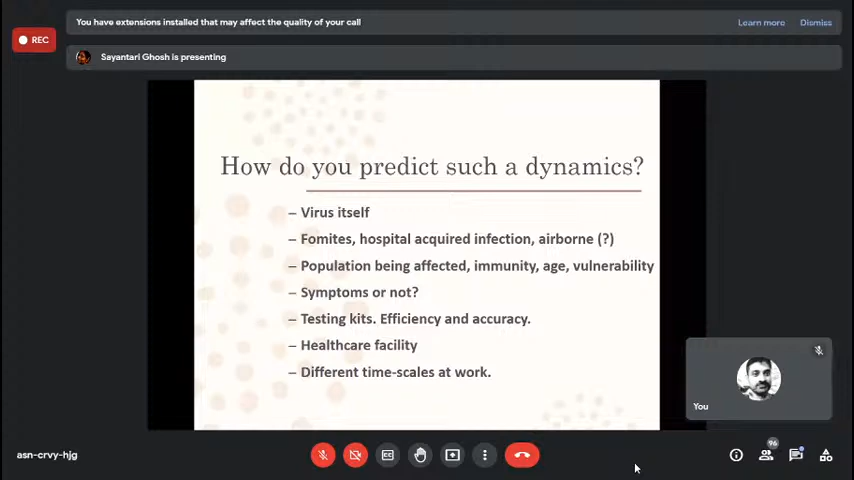 You have extensions installed that may affect the quality of your call
Learn more
Dismiss
REC
Sayantari Ghosh is presenting
How do you predict such a dynamics?
– Virus itself
– Fomites, hospital acquired infection, airborne (?)
– Population being affected, immunity, age, vulnerability
– Symptoms or not?
– Testing kits. Efficiency and accuracy.
– Healthcare facility
– Different time-scales at work.
You
asn-crvy-hjg
CC
96